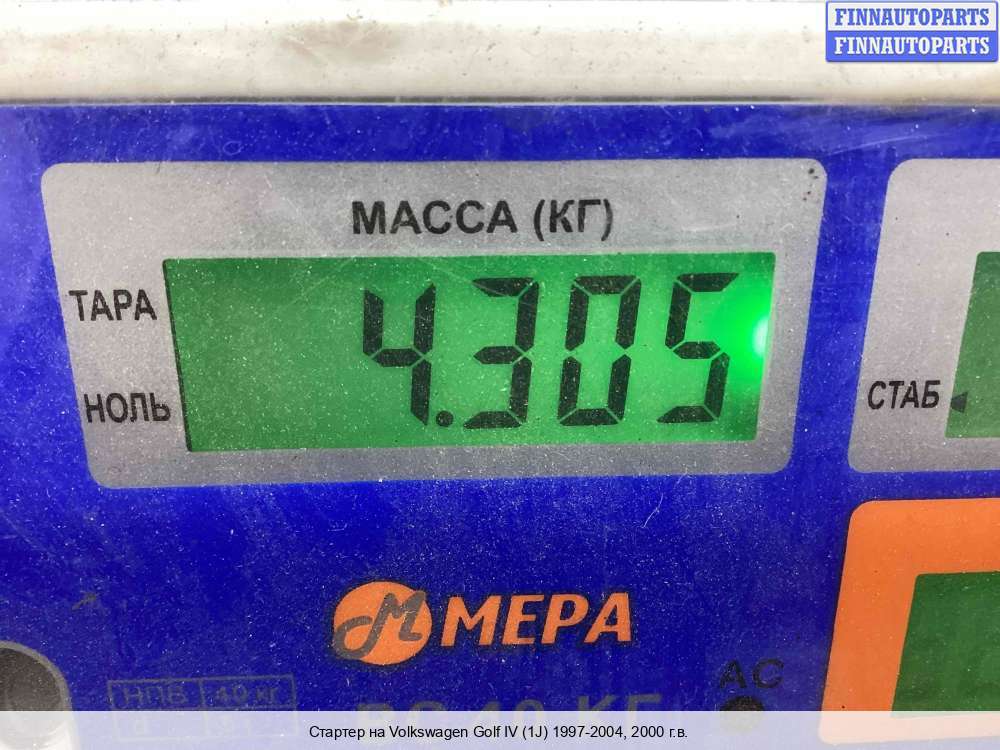 FINNAUTOPARTS
FINNAUTOPARTS
МАССА (КГ)
ТАРА
4.305
НОЛЬ
СТАБ
МЕРА
АС
НПВ 40 кг
Стартер на Volkswagen Golf IV (1J) 1997-2004, 2000 г.в.